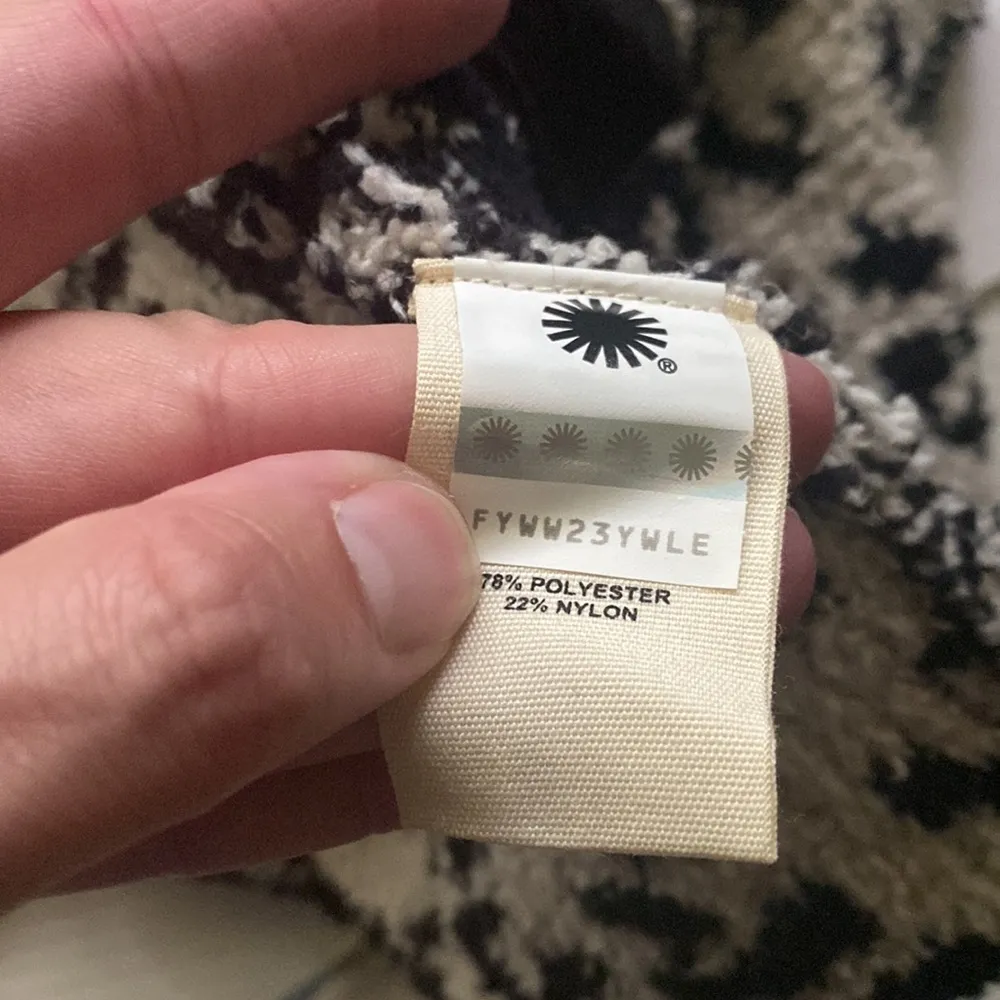 ®
FYWW23YWLE
78% POLYESTER
22% NYLON